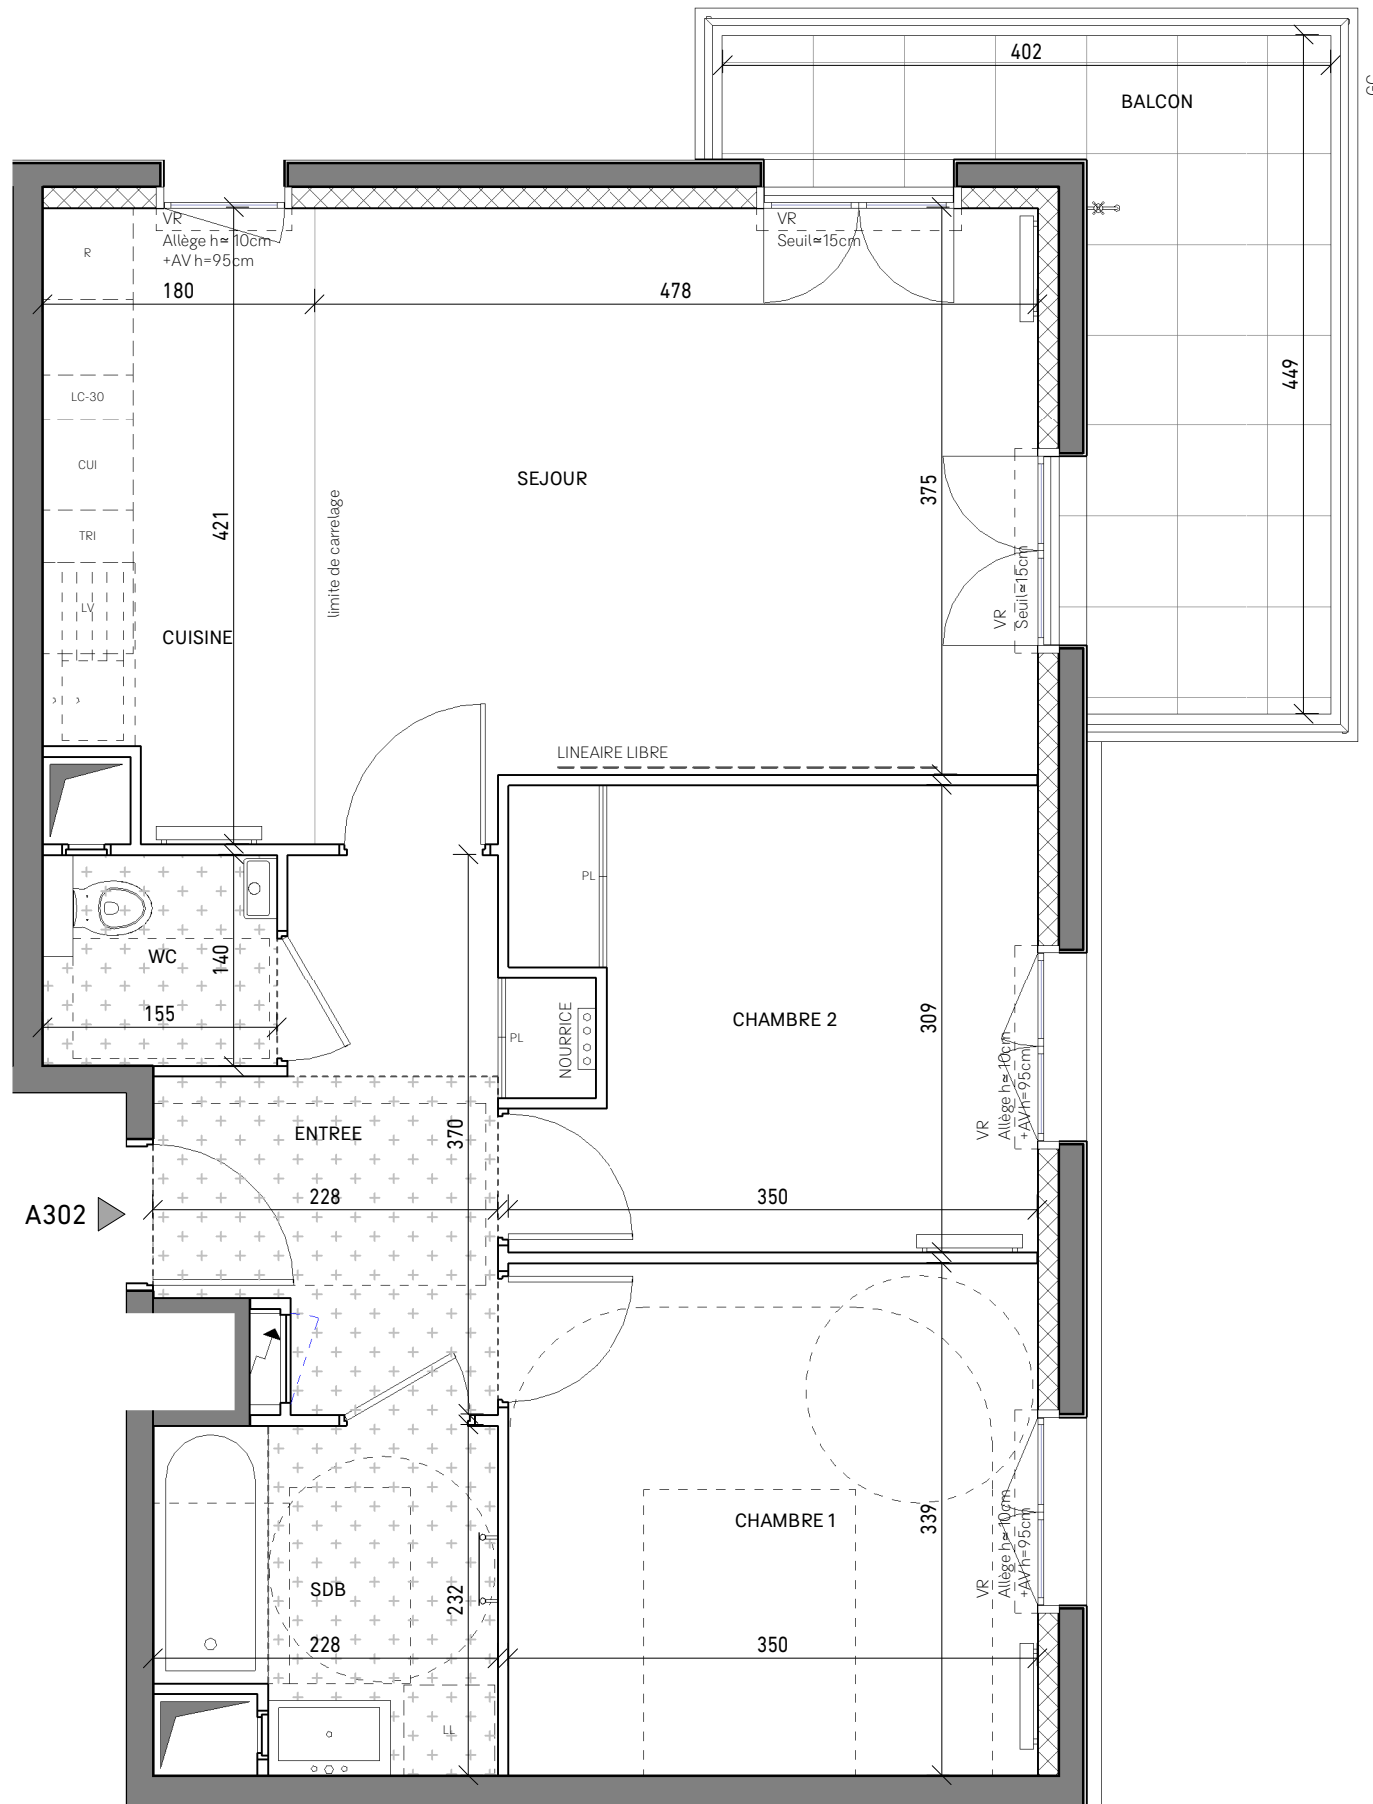 402
BALCON
GC
VR
Allège h≃10cm
+AV h=95cm
VR
Seuil≃15cm
R
180
478
449
LC-30
CUI
SEJOUR
375
421
limite de carrelage
TRI
VR
Seuil≃15cm
LV
CUISINE
LINEAIRE LIBRE
PL
WC
140
155
309
CHAMBRE 2
NOURRICE
PL
VR
Allège h≃10cm
+AV h=95cm
ENTREE
370
228
350
A302
CHAMBRE 1
339
VR
Allège h≃10cm
+AV h=95cm
SDB
232
228
350
LL